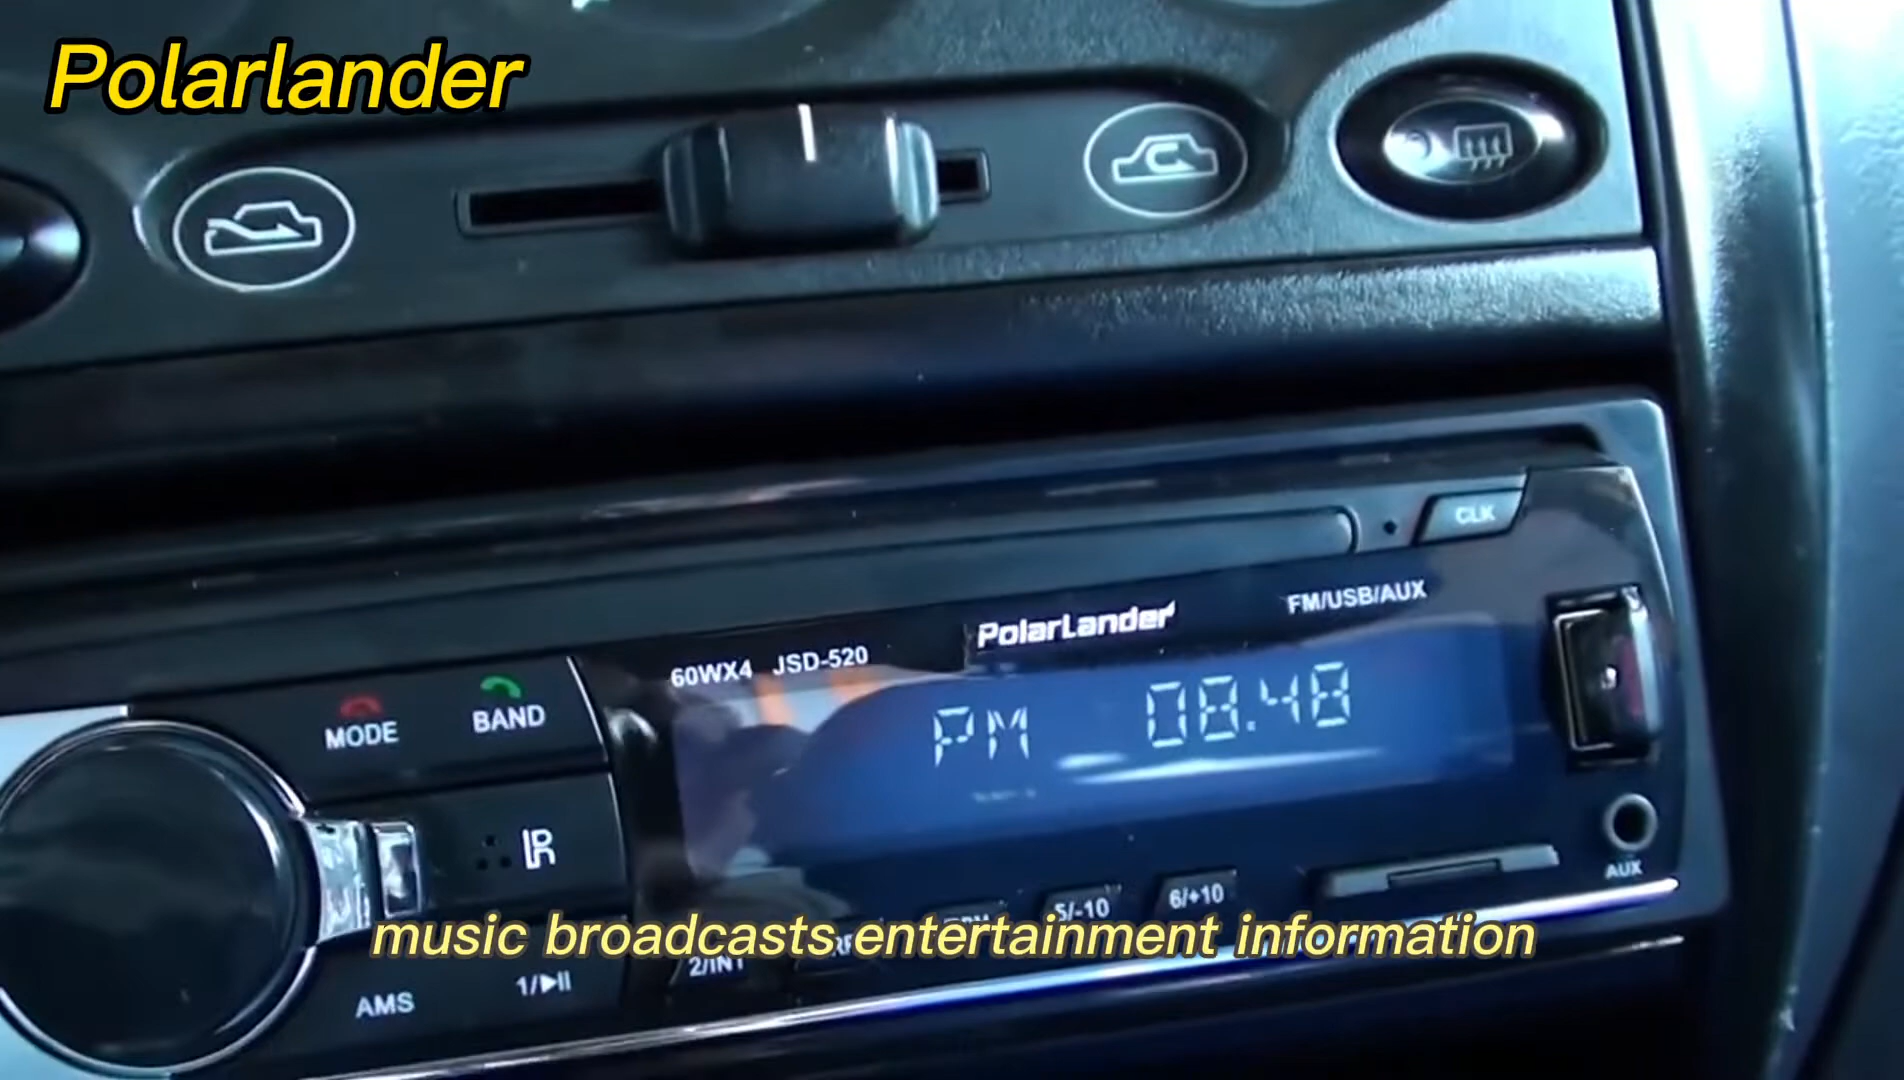 Polarlander
CLK
FM/USB/AUX
PolarLander
60WX4 JSD-520
MODE
BAND
PM 08.48
AUX
5/-10
6/+10
music broadcasts entertainment information
2/INT
1/▶II
AMS